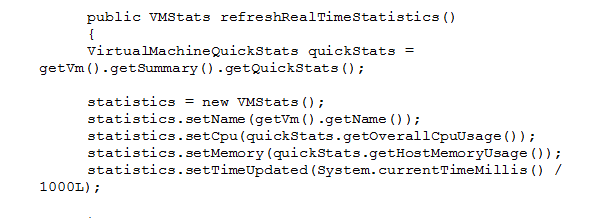 public VMStats refreshRealTimeStatistics()
{
VirtualMachineQuickStats quickStats =
getVm().getSummary().getQuickStats();
statistics = new VMStats();
statistics.setName(getVm().getName());
statistics.setCpu(quickStats.getOverallCpuUsage());
statistics.setMemory(quickStats.getHostMemoryUsage());
statistics.setTimeUpdated(System.currentTimeMillis() /
1000L);